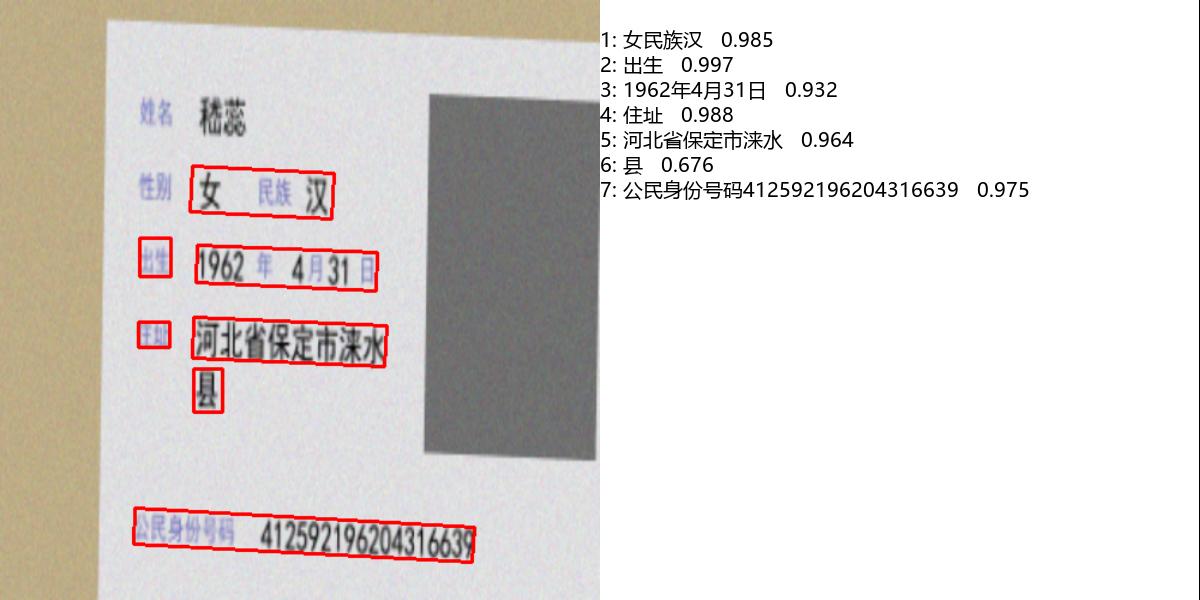 姓名 嵇蕊
性别 女 民族 汉
出生 1962 年 4 月 31 日
住址 河北省保定市涞水
县
公民身份号码 412592196204316639
1: 女民族汉 0.985
2: 出生 0.997
3: 1962年4月31日 0.932
4: 住址 0.988
5: 河北省保定市涞水 0.964
6: 县 0.676
7: 公民身份号码412592196204316639 0.975